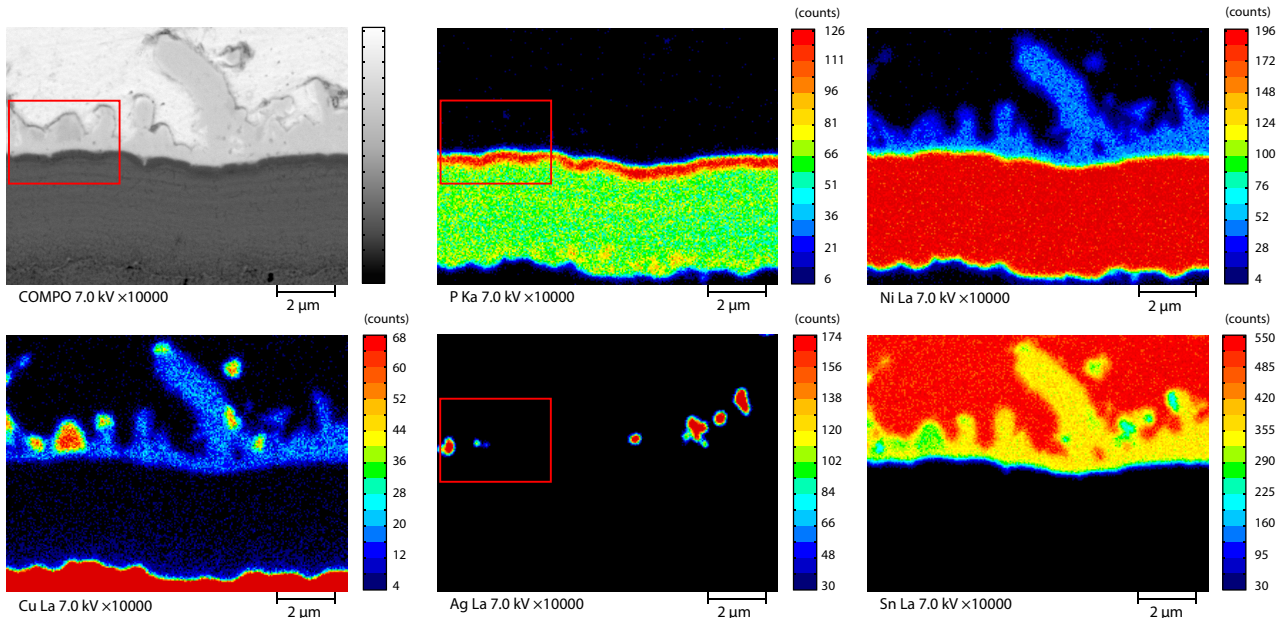 (counts)
126
111
96
81
66
51
36
21
6
(counts)
196
172
148
124
100
76
52
28
4
COMPO 7.0 kV ×10000
2 μm
P Ka 7.0 kV ×10000
2 μm
Ni La 7.0 kV ×10000
2 μm
(counts)
68
60
52
44
36
28
20
12
4
(counts)
174
156
138
120
102
84
66
48
30
(counts)
550
485
420
355
290
225
160
95
30
Cu La 7.0 kV ×10000
2 μm
Ag La 7.0 kV ×10000
2 μm
Sn La 7.0 kV ×10000
2 μm